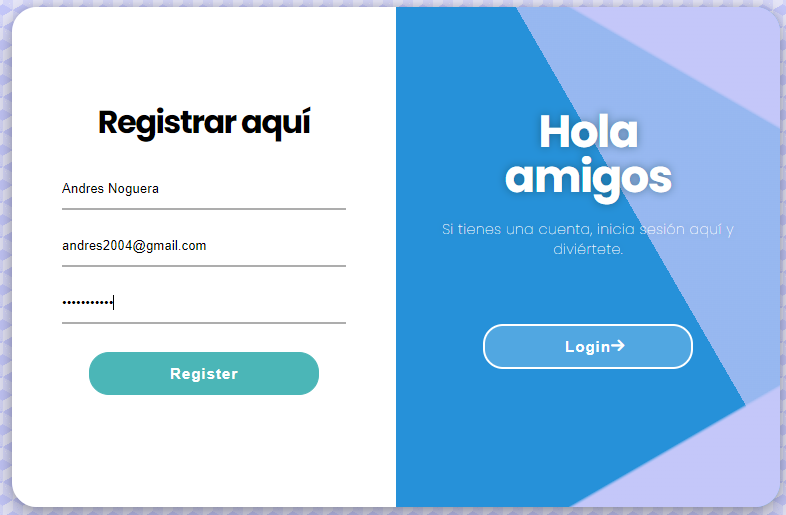 Registrar aquí
Andres Noguera
andres2004@gmail.com
•••••••••••
Register
Hola
amigos
Si tienes una cuenta, inicia sesión aquí y
diviértete.
Login→